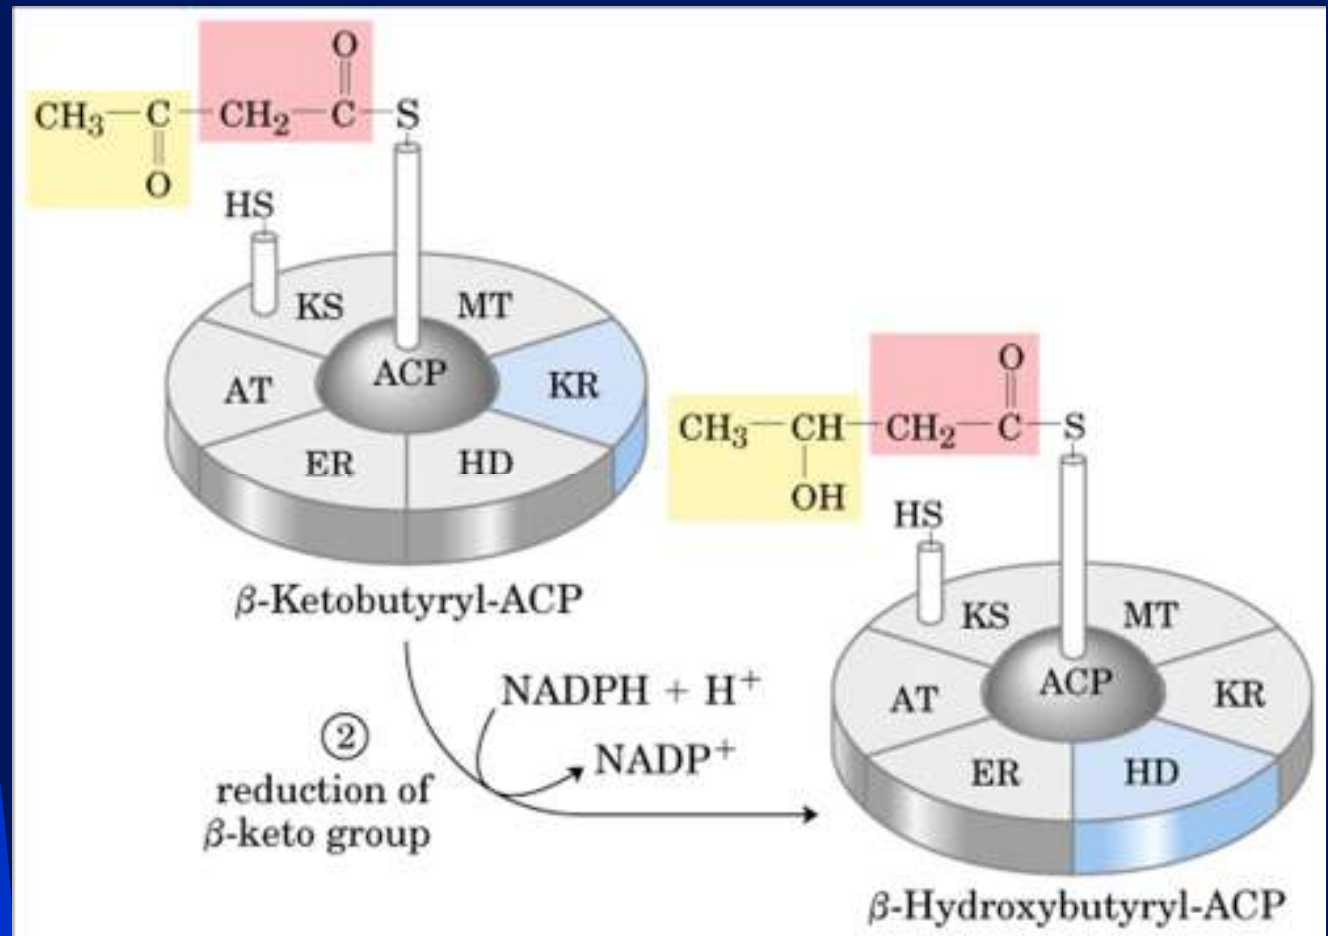 O
CH₃—C—CH₂—C—S
O
HS
KS
MT
AT
ACP
KR
ER
HD
β-Ketobutyryl-ACP
O
CH₃—CH—CH₂—C—S
OH
HS
KS
MT
AT
ACP
KR
ER
HD
β-Hydroxybutyryl-ACP
NADPH + H⁺
NADP⁺
②
reduction of
β-keto group